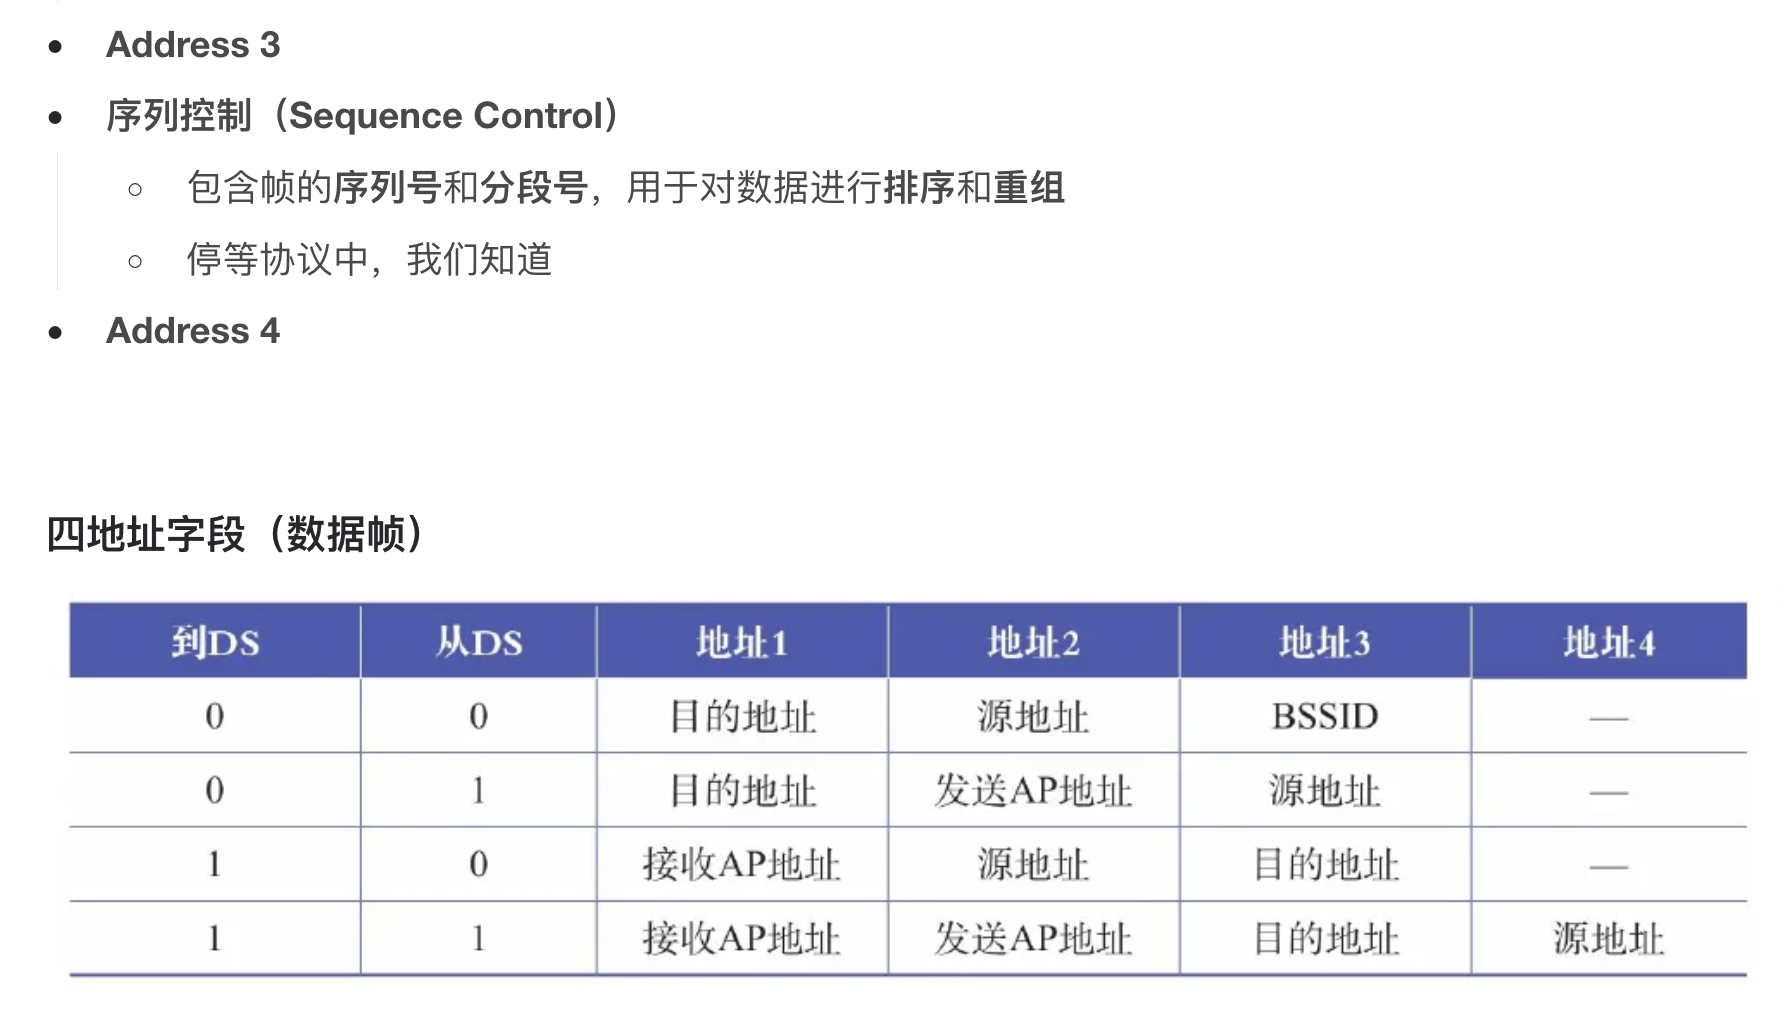 Address 3
序列控制（Sequence Control）
包含帧的序列号和分段号，用于对数据进行排序和重组
停等协议中，我们知道
Address 4
四地址字段（数据帧）
到DS 从DS 地址1 地址2 地址3 地址4
0 0 目的地址 源地址 BSSID —
0 1 目的地址 发送AP地址 源地址 —
1 0 接收AP地址 源地址 目的地址 —
1 1 接收AP地址 发送AP地址 目的地址 源地址